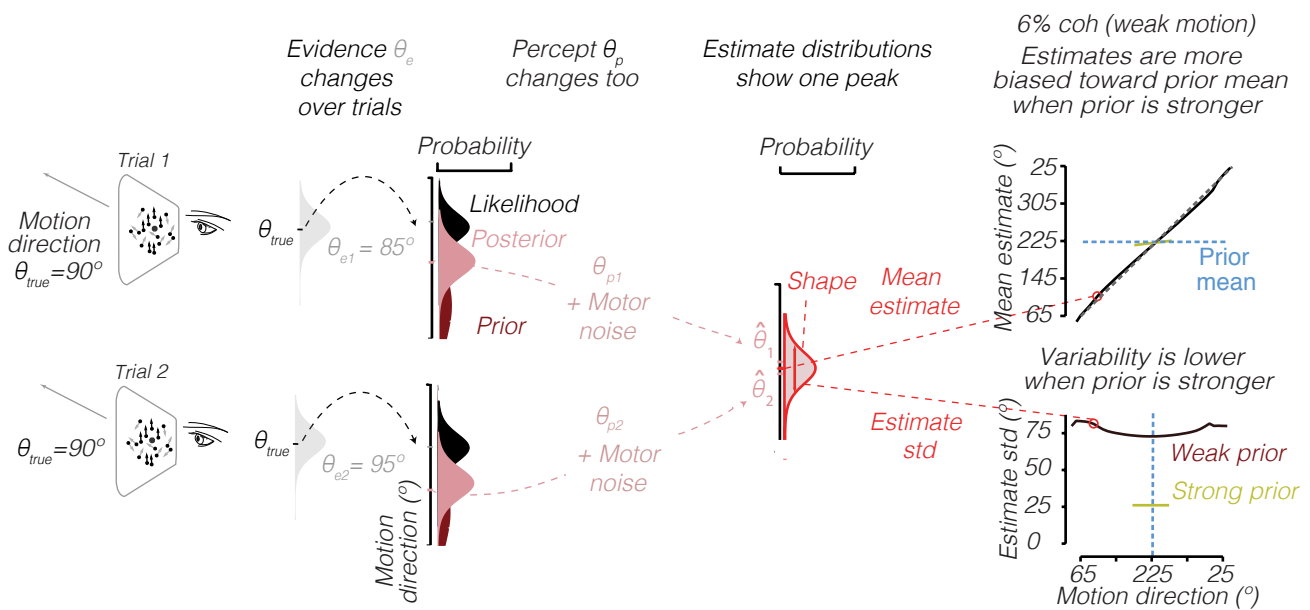 Evidence θe
changes
over trials
Percept θp
changes too
Estimate distributions
show one peak
6% coh (weak motion)
Estimates are more
biased toward prior mean
when prior is stronger
Trial 1
Motion
direction
θtrue=90º
θtrue
θe1 = 85º
Probability
Likelihood
Posterior
Prior
θp1
+ Motor
noise
Probability
Shape
Mean
estimate
θ̂1
θ̂2
Estimate
std
Mean estimate (º)
25
305
225
145
65
Prior
mean
Trial 2
θtrue=90º
θtrue
θe2 = 95º
Motion
direction (º)
θp2
+ Motor
noise
Variability is lower
when prior is stronger
Estimate std (º)
75
50
25
0
Weak prior
Strong prior
65 225 25
Motion direction (º)